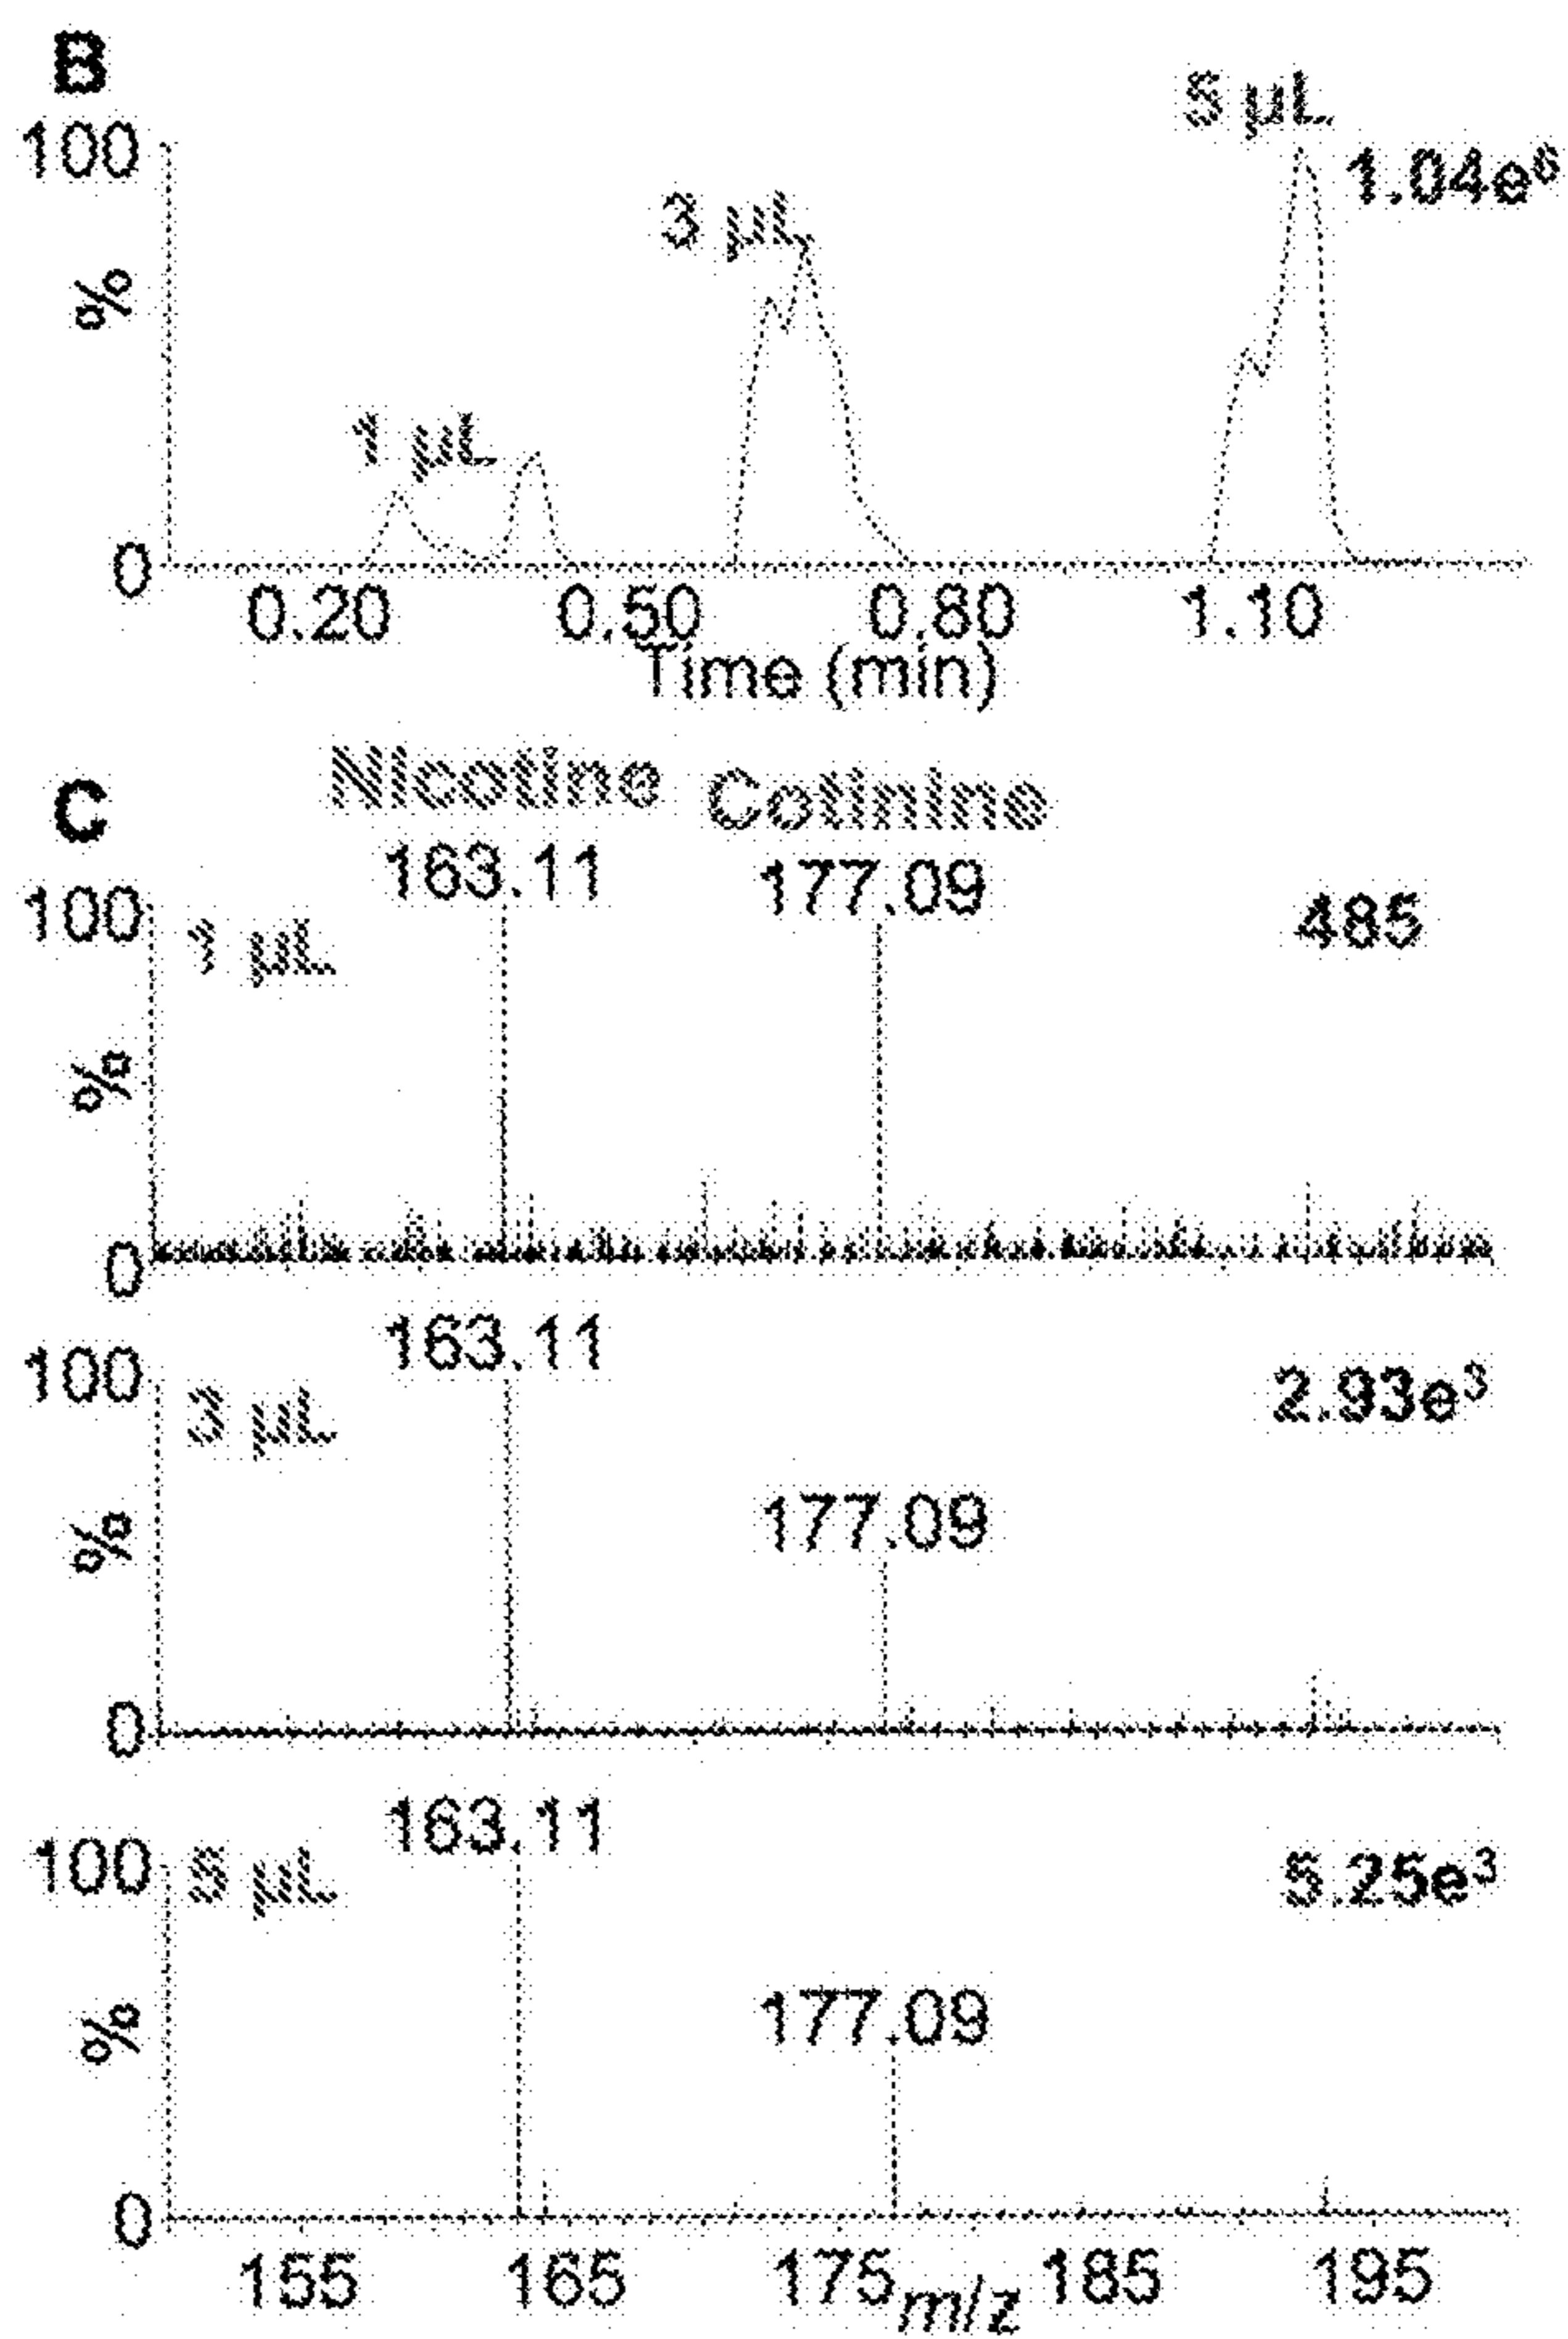 B
5 µL
100
1.04e⁶
3 µL
%
1 µL
0
0.20 0.50 0.80 1.10
Time (min)
C
Nicotine Cotinine
163.11 177.09
100
1 µL
485
%
0
163.11
100
3 µL
2.93e³
177.09
%
0
163.11
100
5 µL
5.25e³
177.09
%
0
155 165 175 185 195
m/z